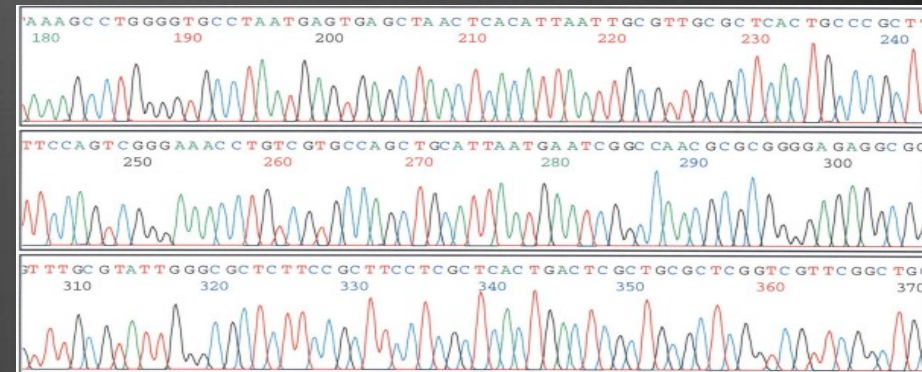 AAAGCCTGGGGTGCCTAATGAGTGAGCTAACTCACATTAATTGCGTTGCGCTCACTGCCCGCT
180 190 200 210 220 230 240
TTCCAGTCGGGAAACCTGTCGTGCCAGCTGCATTAATGAATCGGCCAACGCGCGGGGAGAGGCG
250 260 270 280 290 300
TTTGCGTATTGGGCGCTCTTCCGCTTCCTCGCTCACTGACTCGCTGCGCTCGGTCGTTCGGCTG
310 320 330 340 350 360 370